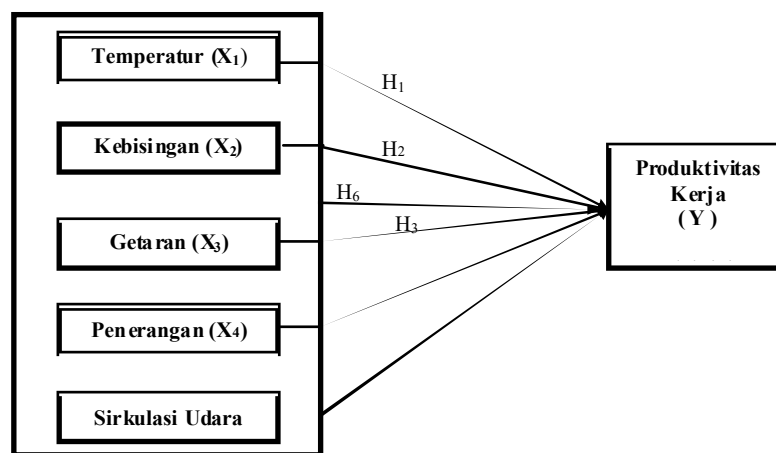 Temperatur (X1)
H1
Kebisingan (X2)
H2
Produktivitas
Kerja
(Y )
H6
Getaran (X3)
H3
Penerangan (X4)
Sirkulasi Udara